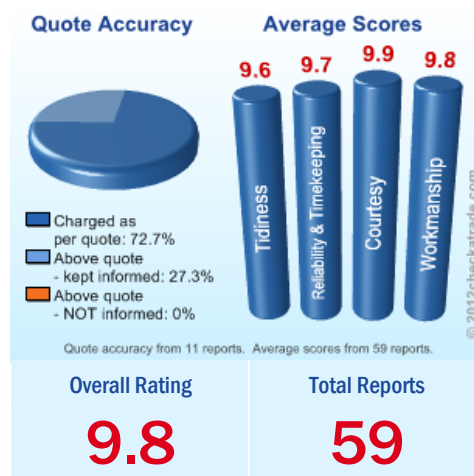 Quote Accuracy
Charged as
per quote: 72.7%
Above quote
- kept informed: 27.3%
Above quote
- NOT informed: 0%
Average Scores
9.6
9.7
9.9
9.8
Tidiness
Reliability & Timekeeping
Courtesy
Workmanship
© 2012checkatrade.com
Quote accuracy from 11 reports. Average scores from 59 reports.
Overall Rating
9.8
Total Reports
59